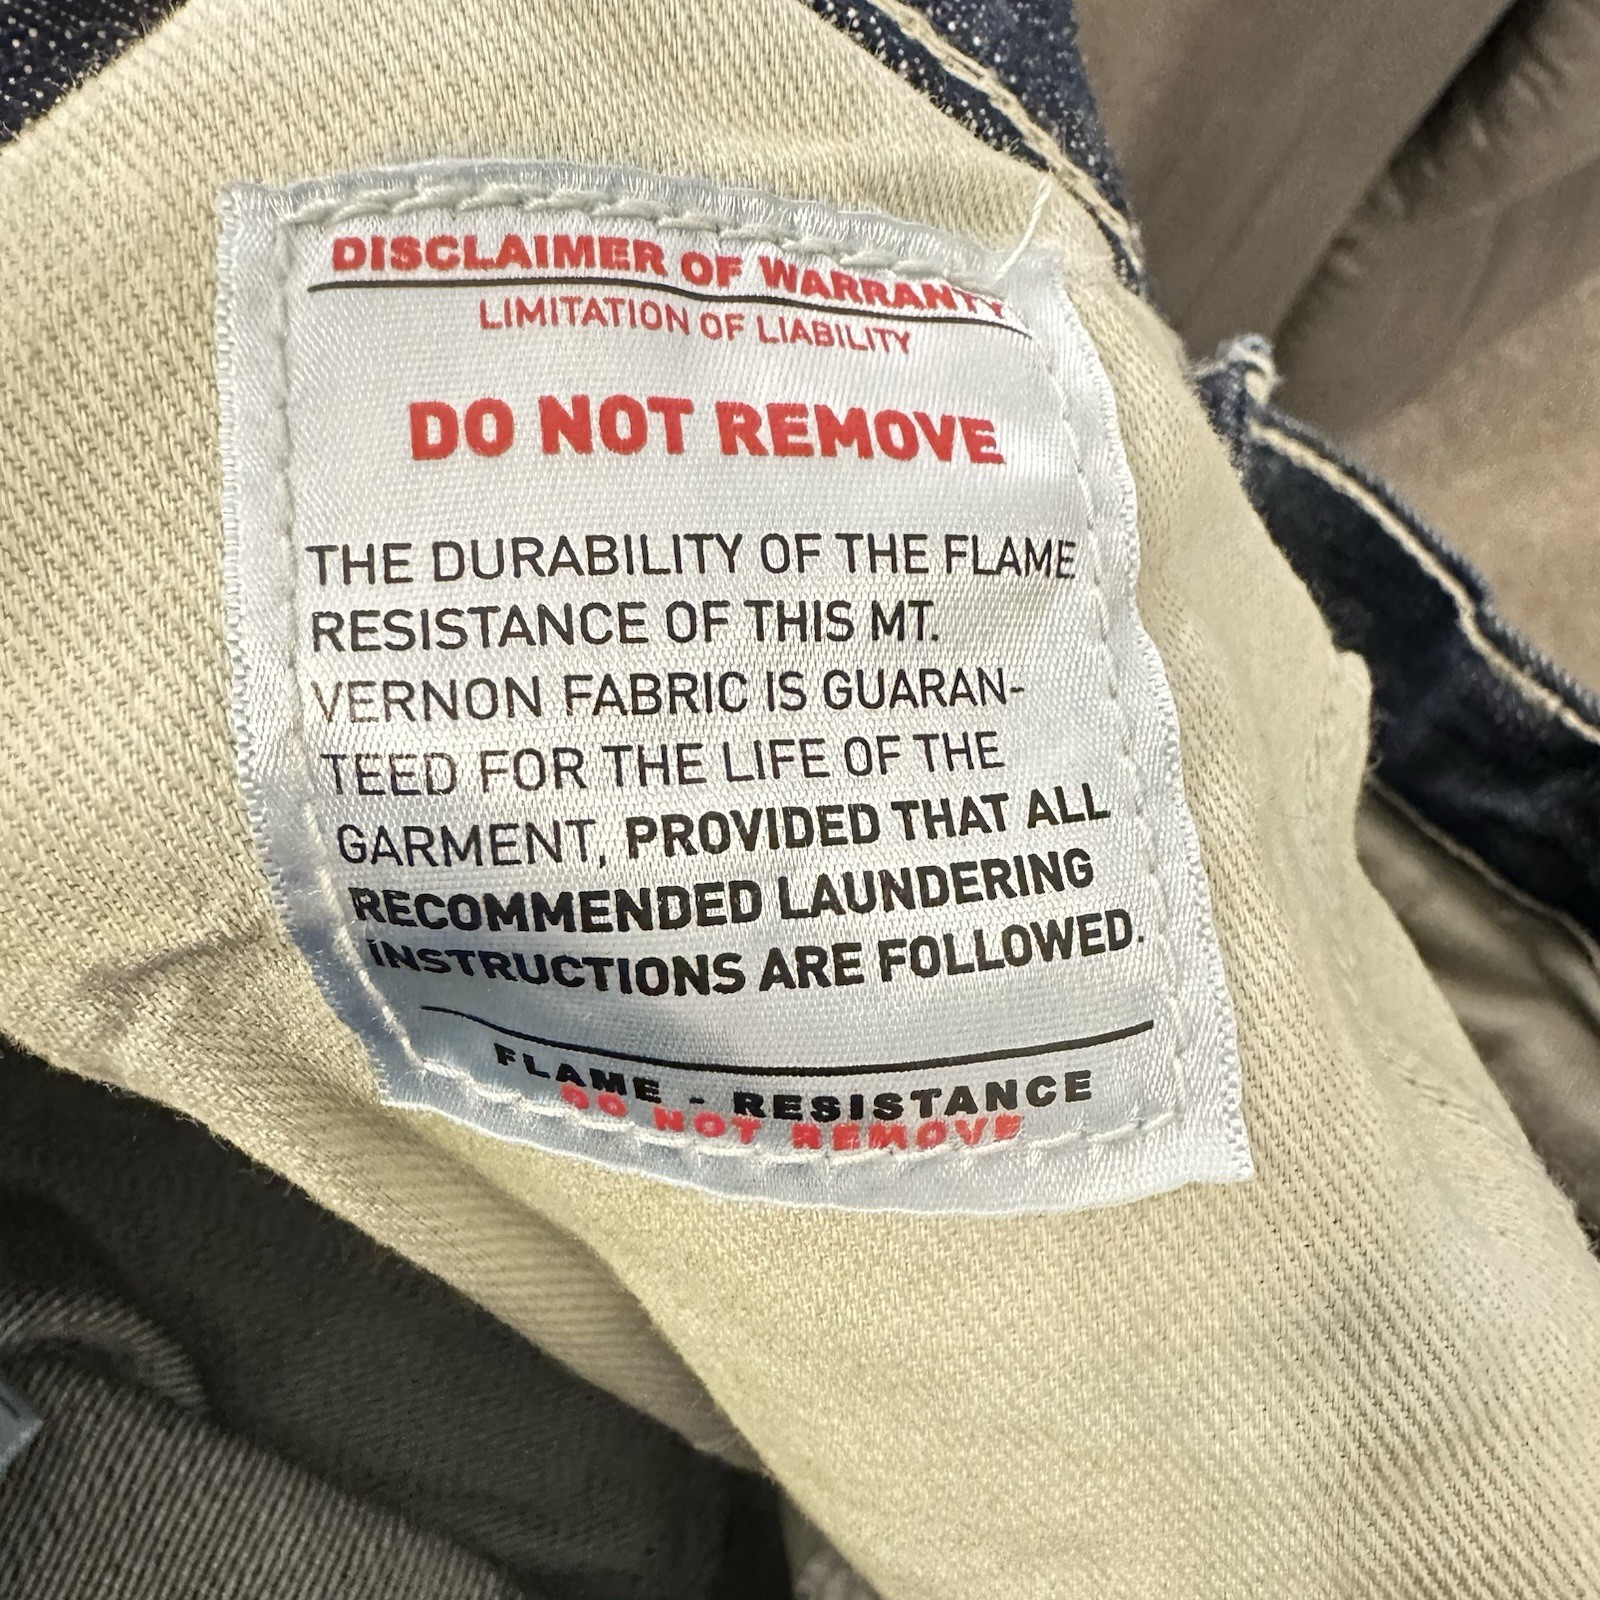 DISCLAIMER OF WARRANTY
LIMITATION OF LIABILITY
DO NOT REMOVE
THE DURABILITY OF THE FLAME
RESISTANCE OF THIS MT.
VERNON FABRIC IS GUARAN-
TEED FOR THE LIFE OF THE
GARMENT, PROVIDED THAT ALL
RECOMMENDED LAUNDERING
INSTRUCTIONS ARE FOLLOWED.
FLAME - RESISTANCE
DO NOT REMOVE